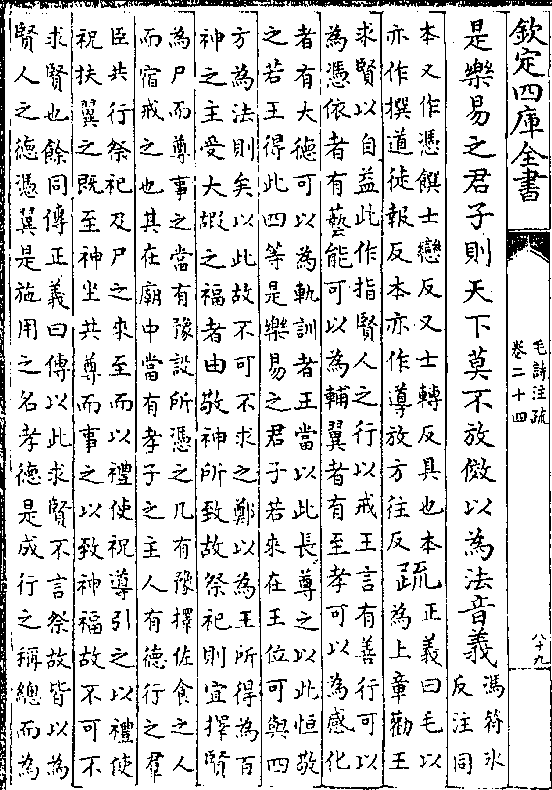 欽定四庫全書
毛詩注疏
卷二十四
八十九
是樂易之君子則天下莫不放傚以為法音義馮符氷
反注同
本又作憑饌士戀反又士轉反具也本
亦作撰道徒報反本亦作導放方往反疏正義曰毛以
為上章勸王
求賢以自益此作指賢人之行以戒王言有善行可以
為憑依者有藝能可以為輔翼者有至孝可以為感化
者有大德可以為軌訓者王當以此長尊之以此恒敬
之若王得此四等是樂易之君子若來在王位可與四
方為法則矣以此故不可不求之鄭以為王所得為百
神之主受大嘏之福者由敬神所致故祭祀則宜擇賢
為尸而尊事之當有豫設所憑之几有豫擇佐食之人
而宿戒之也其在廟中當有孝子之主人有德行之羣
臣共行祭祀及尸之來至而以禮使祝導引之以禮使
祝扶翼之既至神坐共尊而事之以致神福故不可不
求賢也餘同傳正義曰傳以此求賢不言祭故皆以為
賢人之德憑翼是施用之名孝德是成行之稱總而為